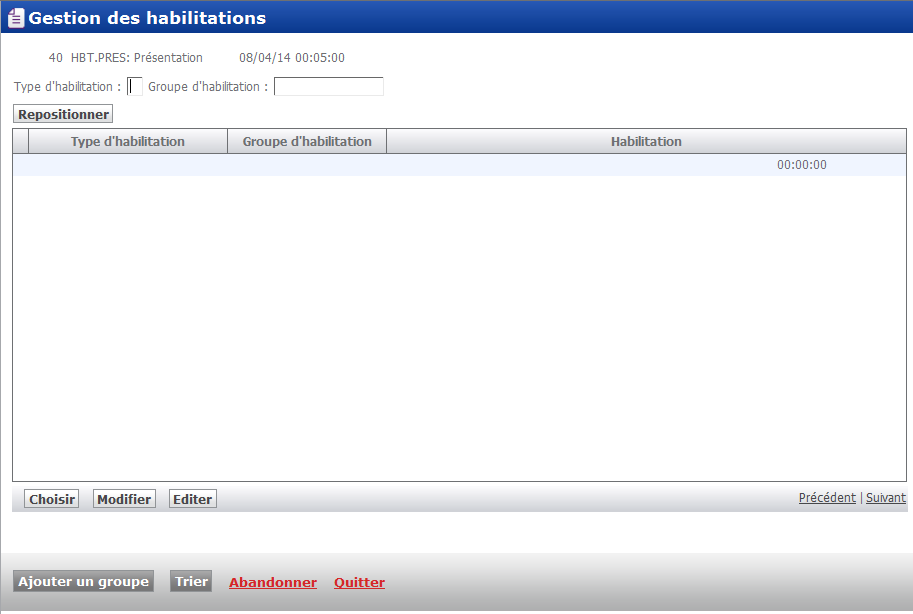 Gestion des habilitations
40 HBT.PRES: Présentation 08/04/14 00:05:00
Type d'habilitation : Groupe d'habilitation :
Repositionner
Type d'habilitation Groupe d'habilitation Habilitation
00:00:00
Choisir Modifier Editer Précédent | Suivant
Ajouter un groupe Trier Abandonner Quitter